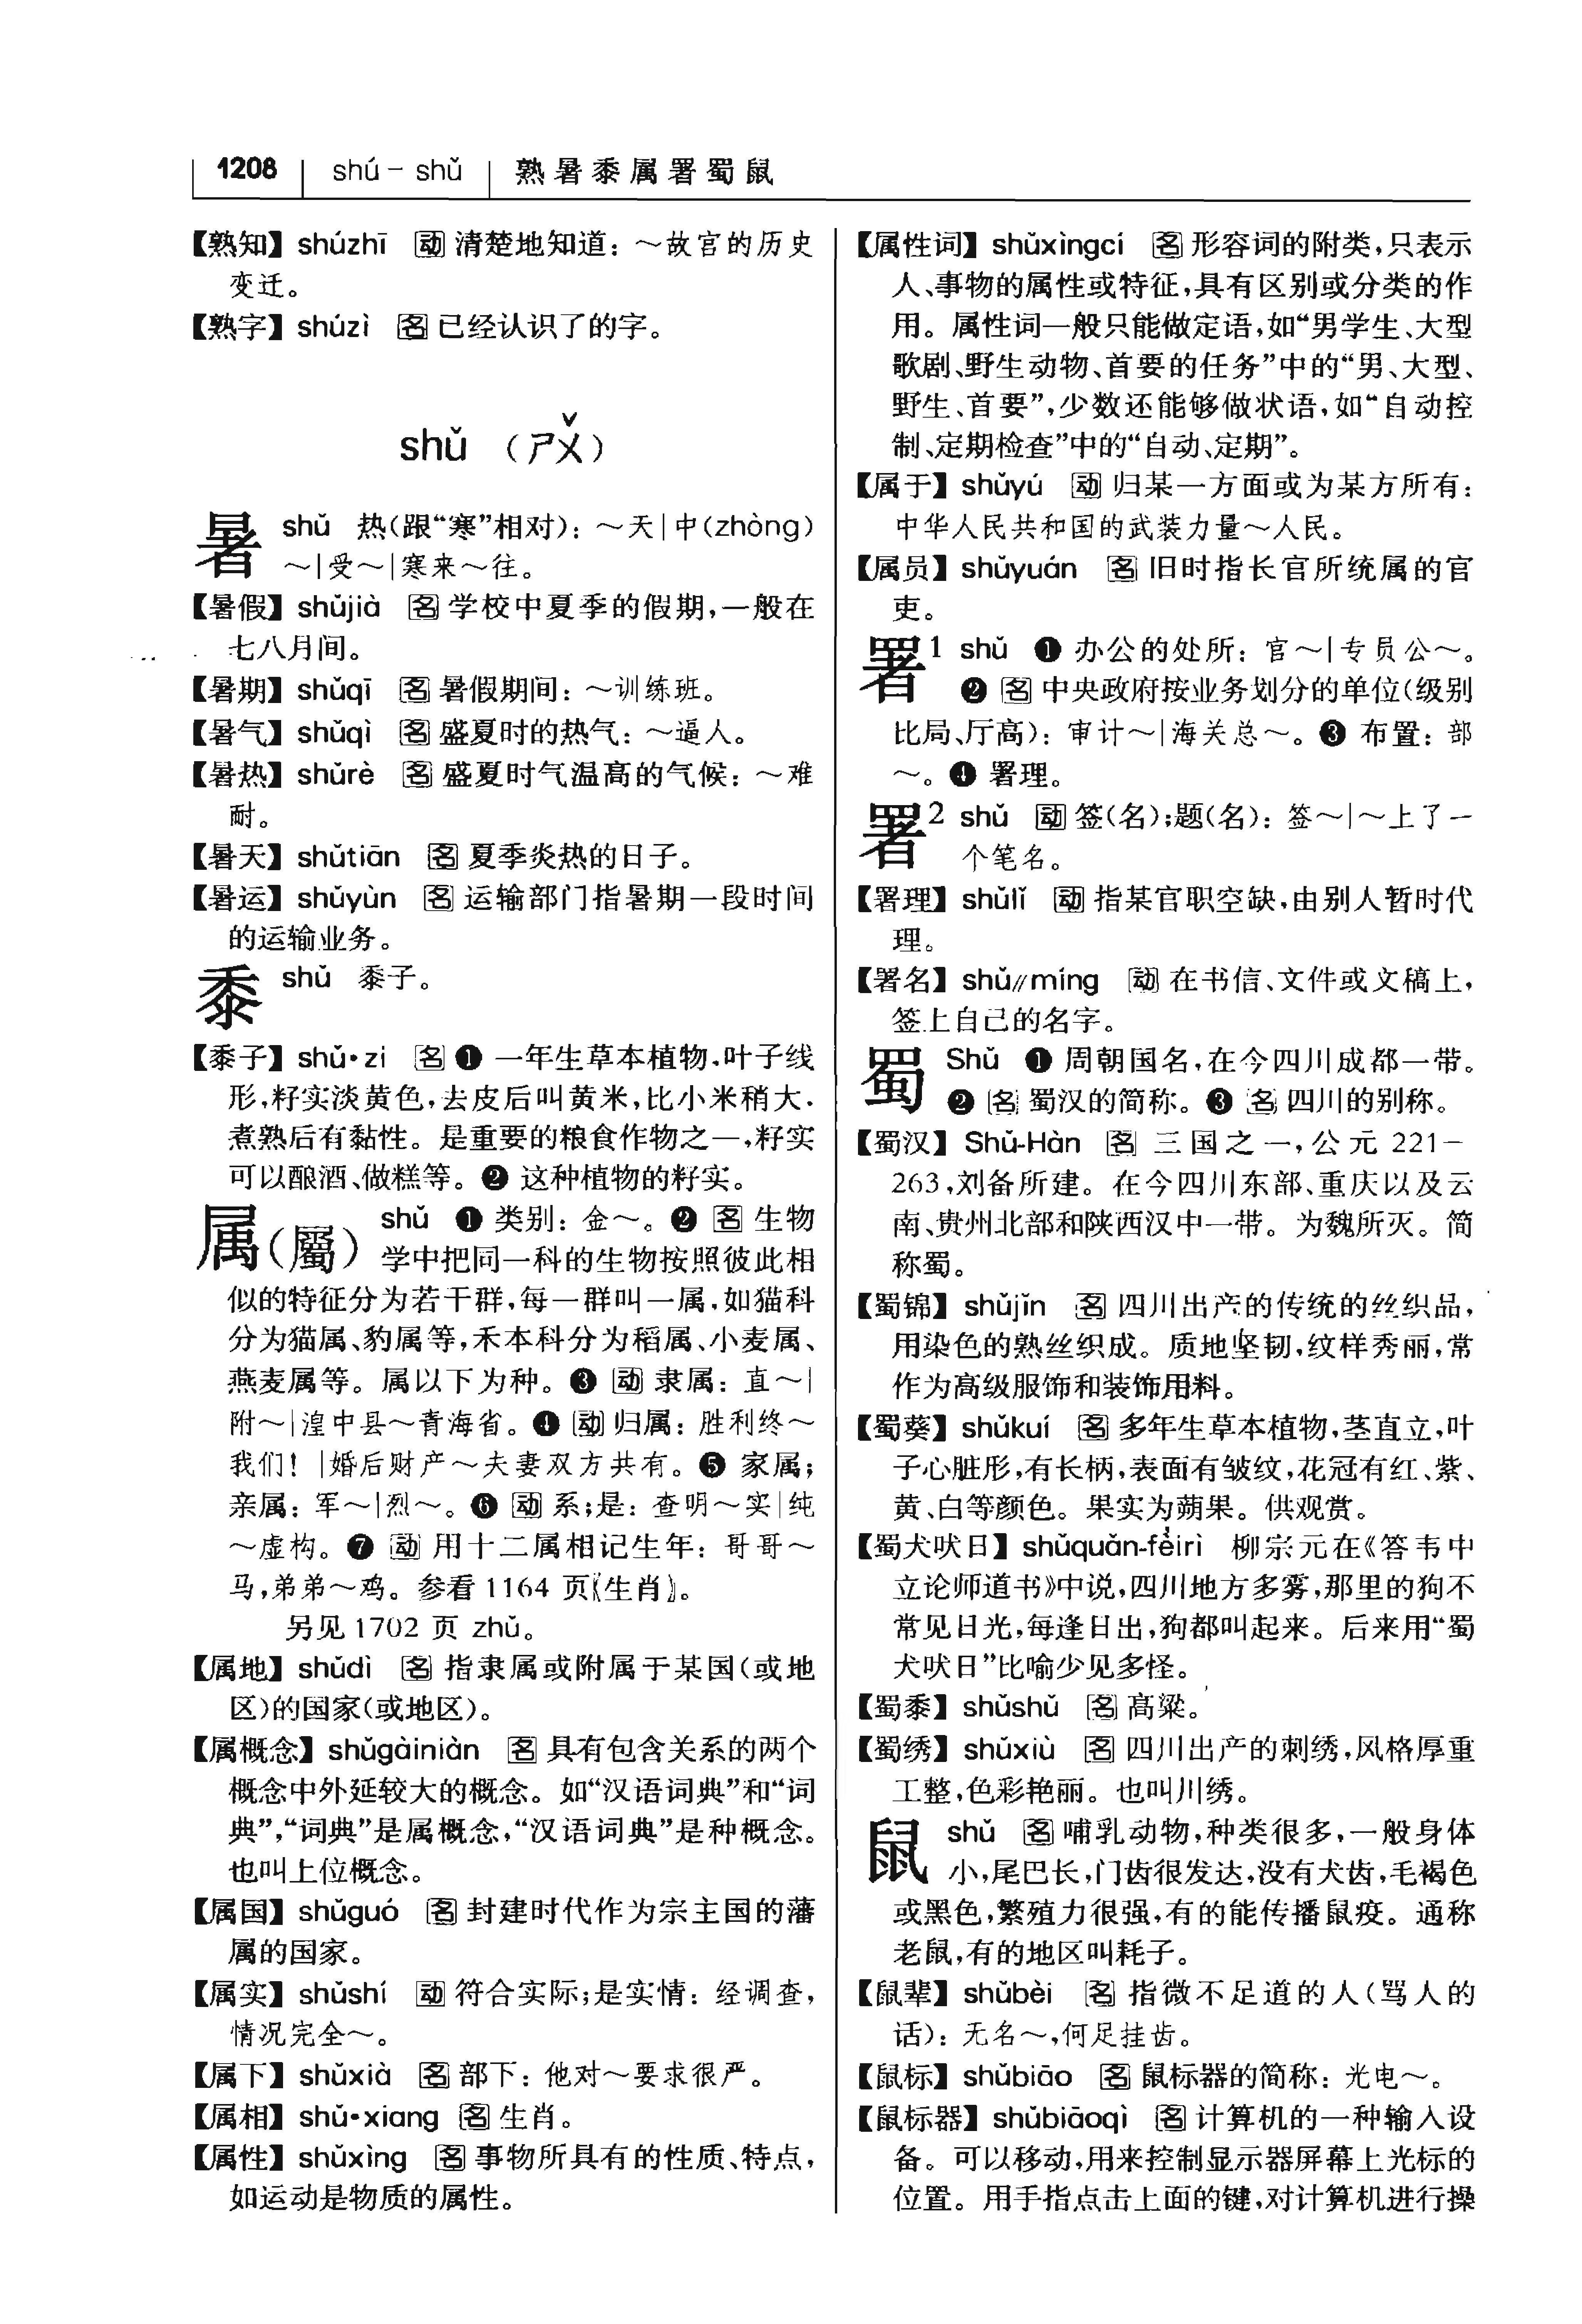 1208 shú – shǔ 熟暑黍属署蜀鼠
【熟知】 shúzhī 动 清楚地知道：～故宫的历史
变迁。
【熟字】 shúzì 名 已经认识了的字。
shǔ （ㄕㄨˇ）
暑 shǔ 热（跟“寒”相对）：～天|中(zhòng)
～|受～|寒来～往。
【暑假】 shǔjià 名 学校中夏季的假期，一般在
七八月间。
【暑期】 shǔqī 名 暑假期间：～训练班。
【暑气】 shǔqì 名 盛夏时的热气：～逼人。
【暑热】 shǔrè 名 盛夏时气温高的气候：～难
耐。
【暑天】 shǔtiān 名 夏季炎热的日子。
【暑运】 shǔyùn 名 运输部门指暑期一段时间
的运输业务。
黍 shǔ 黍子。
【黍子】 shǔ•zi 名 ❶ 一年生草本植物，叶子线
形，籽实淡黄色，去皮后叫黄米，比小米稍大，
煮熟后有黏性。是重要的粮食作物之一，籽实
可以酿酒、做糕等。❷ 这种植物的籽实。
属（屬） shǔ ❶ 类别：金～。❷ 名 生物
学中把同一科的生物按照彼此相
似的特征分为若干群，每一群叫一属，如猫科
分为猫属、豹属等，禾本科分为稻属、小麦属、
燕麦属等。属以下为种。❸ 动 隶属：直～|
附～|湟中县～青海省。❹ 动 归属：胜利终～
我们！|婚后财产～夫妻双方共有。❺ 家属；
亲属：军～|烈～。❻ 动 系；是：查明～实|纯
～虚构。❼ 动 用十二属相记生年：哥哥～
马，弟弟～鸡。参看 1164 页〖生肖〗。
另见 1702 页 zhǔ。
【属地】 shǔdì 名 指隶属或附属于某国（或地
区）的国家（或地区）。
【属概念】 shǔgàiniàn 名 具有包含关系的两个
概念中外延较大的概念。如“汉语词典”和“词
典”，“词典”是属概念，“汉语词典”是种概念。
也叫上位概念。
【属国】 shǔguó 名 封建时代作为宗主国的藩
属的国家。
【属实】 shǔshí 动 符合实际；是实情：经调查，
情况完全～。
【属下】 shǔxià 名 部下：他对～要求很严。
【属相】 shǔ•xiang 名 生肖。
【属性】 shǔxìng 名 事物所具有的性质、特点，
如运动是物质的属性。
【属性词】 shǔxìngcí 名 形容词的附类，只表示
人、事物的属性或特征，具有区别或分类的作
用。属性词一般只能做定语，如“男学生、大型
歌剧、野生动物、首要的任务”中的“男、大型、
野生、首要”，少数还能够做状语，如“自动控
制、定期检查”中的“自动、定期”。
【属于】 shǔyú 动 归某一方面或为某方所有：
中华人民共和国的武装力量～人民。
【属员】 shǔyuán 名 旧时指长官所统属的官
吏。
署1 shǔ ❶ 办公的处所：官～|专员公～。
❷ 名 中央政府按业务划分的单位（级别
比局、厅高）：审计～|海关总～。❸ 布置：部
～。❹ 署理。
署2 shǔ 动 签（名）；题（名）：签～|～上了一
个笔名。
【署理】 shǔlǐ 动 指某官职空缺，由别人暂时代
理。
【署名】 shǔ∥míng 动 在书信、文件或文稿上，
签上自己的名字。
蜀 Shǔ ❶ 周朝国名，在今四川成都一带。
❷ 名 蜀汉的简称。❸ 名 四川的别称。
【蜀汉】 Shǔ-Hàn 名 三国之一，公元 221－
263，刘备所建。在今四川东部、重庆以及云
南、贵州北部和陕西汉中一带。为魏所灭。简
称蜀。
【蜀锦】 shǔjǐn 名 四川出产的传统的丝织品，
用染色的熟丝织成。质地坚韧，纹样秀丽，常
作为高级服饰和装饰用料。
【蜀葵】 shǔkuí 名 多年生草本植物，茎直立，叶
子心脏形，有长柄，表面有皱纹，花冠有红、紫、
黄、白等颜色。果实为蒴果。供观赏。
【蜀犬吠日】 shǔquǎn-fèirì 柳宗元在《答韦中
立论师道书》中说，四川地方多雾，那里的狗不
常见日光，每逢日出，狗都叫起来。后来用“蜀
犬吠日”比喻少见多怪。
【蜀黍】 shǔshǔ 名 高粱。
【蜀绣】 shǔxiù 名 四川出产的刺绣，风格厚重
工整，色彩艳丽。也叫川绣。
鼠 shǔ 名 哺乳动物，种类很多，一般身体
小，尾巴长，门齿很发达，没有犬齿，毛褐色
或黑色，繁殖力很强，有的能传播鼠疫。通称
老鼠，有的地区叫耗子。
【鼠辈】 shǔbèi 名 指微不足道的人（骂人的
话）：无名～，何足挂齿。
【鼠标】 shǔbiāo 名 鼠标器的简称：光电～。
【鼠标器】 shǔbiāoqì 名 计算机的一种输入设
备。可以移动，用来控制显示器屏幕上光标的
位置。用手指点击上面的键，对计算机进行操